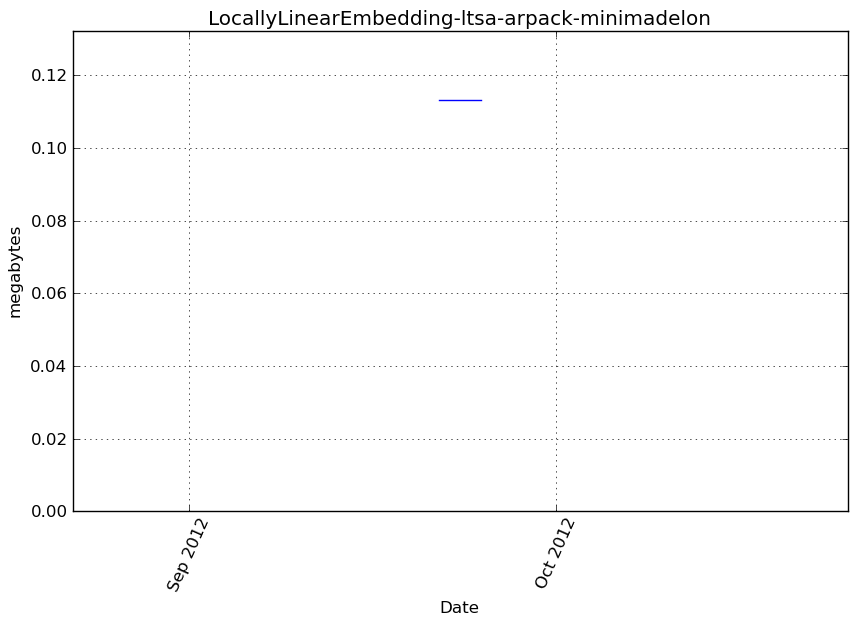 LocallyLinearEmbedding-ltsa-arpack-minimadelon
0.12
0.10
0.08
0.06
0.04
0.02
0.00
megabytes
Sep 2012
Oct 2012
Date